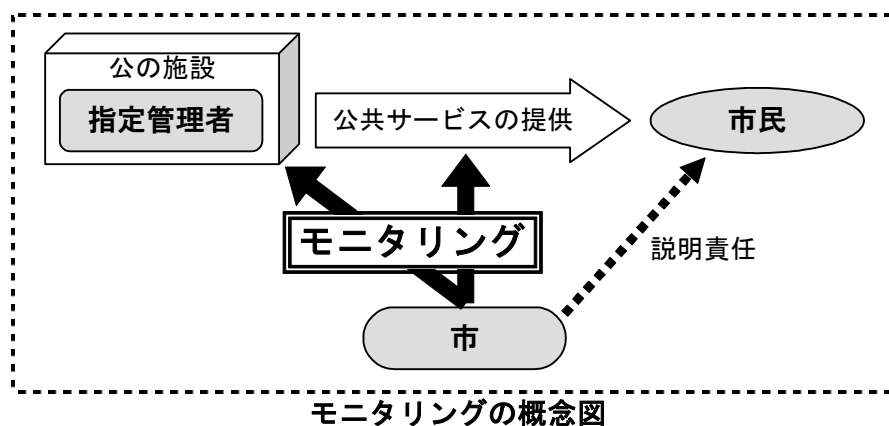 公の施設
指定管理者
公共サービスの提供
市民
モニタリング
説明責任
市
モニタリングの概念図